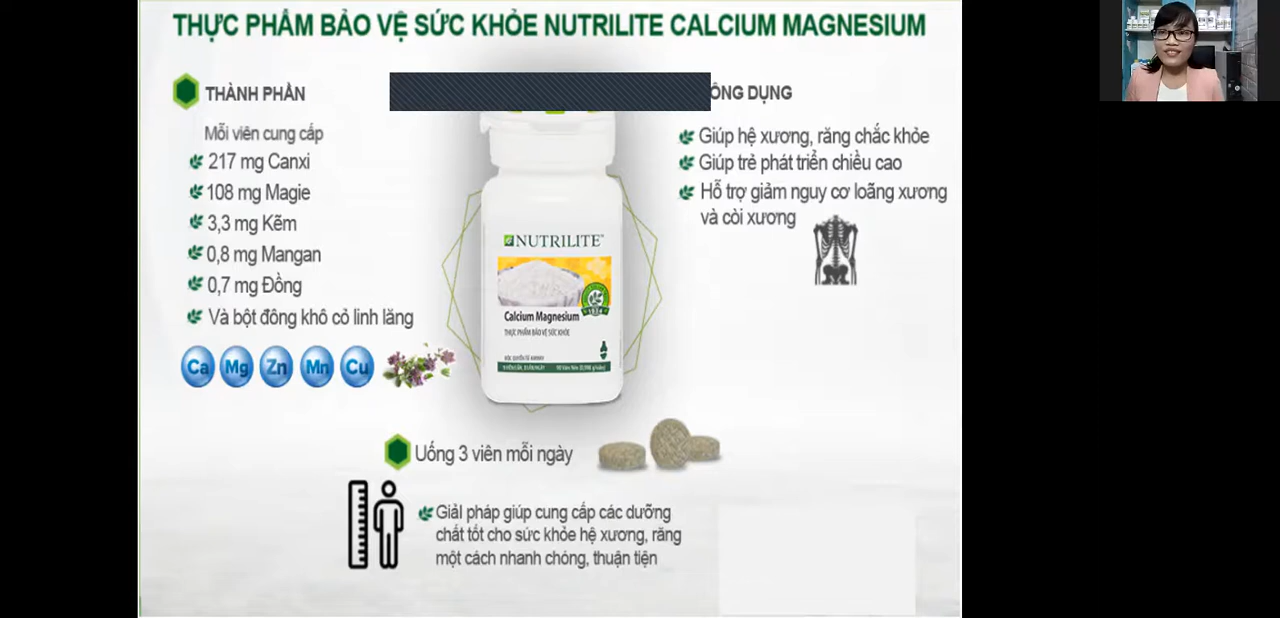 THỰC PHẨM BẢO VỆ SỨC KHỎE NUTRILITE CALCIUM MAGNESIUM
THÀNH PHẦN
Mỗi viên cung cấp
217 mg Canxi
108 mg Magie
3,3 mg Kẽm
0,8 mg Mangan
0,7 mg Đồng
Và bột đông khô cỏ linh lăng
Ca Mg Zn Mn Cu
NUTRILITE™
Calcium Magnesium
THỰC PHẨM BẢO VỆ SỨC KHỎE
ÔNG DỤNG
Giúp hệ xương, răng chắc khỏe
Giúp trẻ phát triển chiều cao
Hỗ trợ giảm nguy cơ loãng xương
và còi xương
Uống 3 viên mỗi ngày
Giải pháp giúp cung cấp các dưỡng
chất tốt cho sức khỏe hệ xương, răng
một cách nhanh chóng, thuận tiện